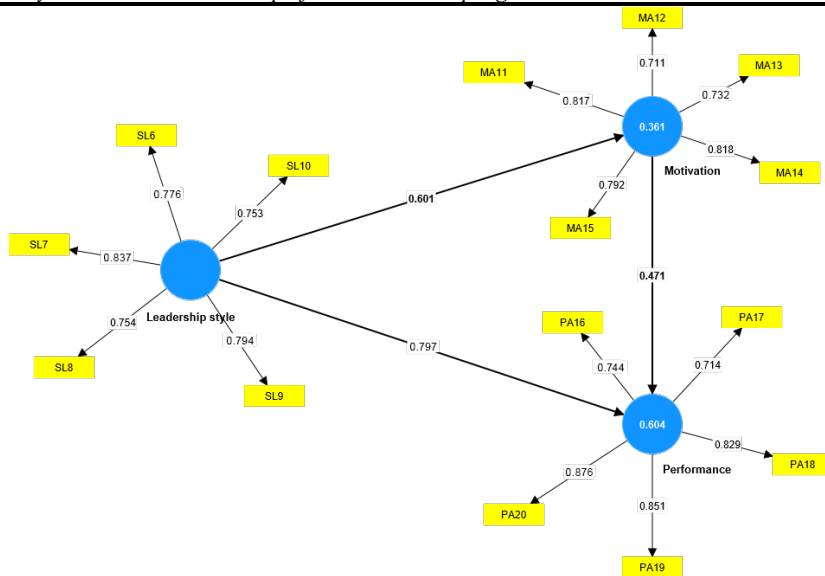 MA12
MA11
0.711
MA13
0.817
0.732
0.361
SL6
0.818
SL10
Motivation
MA14
0.776
0.792
0.753
0.601
MA15
SL7
0.837
0.471
Leadership style
PA17
PA16
0.754
0.794
0.797
0.714
0.744
SL8
SL9
0.604
0.829
PA18
0.876
Performance
0.851
PA20
PA19